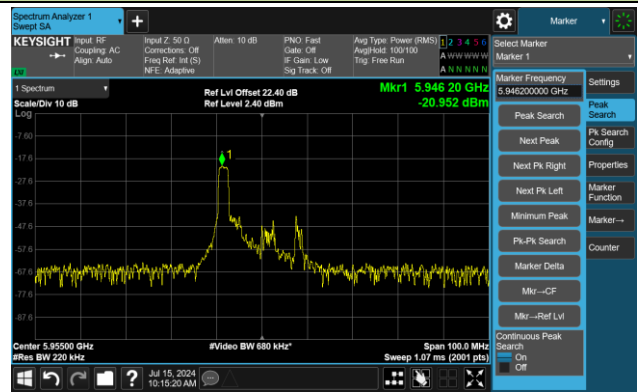 Spectrum Analyzer 1
Swept SA
Marker
KEYSIGHT Input: RF
Coupling: AC
Align: Auto
Input Z: 50 Ω
Corrections: Off
Freq Ref: Int (S)
NFE: Adaptive
Atten: 10 dB
PNO: Fast
Gate: Off
IF Gain: Low
Sig Track: Off
Avg Type: Power (RMS)
Avg|Hold: 100/100
Trig: Free Run
1 2 3 4 5 6
A W W W W W
A N N N N N
Select Marker
Marker 1
1 Spectrum
Scale/Div 10 dB
Log
Ref Lvl Offset 22.40 dB
Ref Level 2.40 dBm
Mkr1 5.946 20 GHz
-20.952 dBm
-7.60
-17.6
-27.6
-37.6
-47.6
-57.6
-67.6
-77.6
-87.6
1
Center 5.95500 GHz
#Res BW 220 kHz
#Video BW 680 kHz*
Span 100.0 MHz
Sweep 1.07 ms (2001 pts)
Marker Frequency
5.946200000 GHz
Peak Search
Next Peak
Next Pk Right
Next Pk Left
Minimum Peak
Pk-Pk Search
Marker Delta
Mkr→CF
Mkr→Ref Lvl
Continuous Peak
Search
On
Off
Settings
Peak
Search
Pk Search
Config
Properties
Marker
Function
Marker→
Counter
Jul 15, 2024
10:15:20 AM